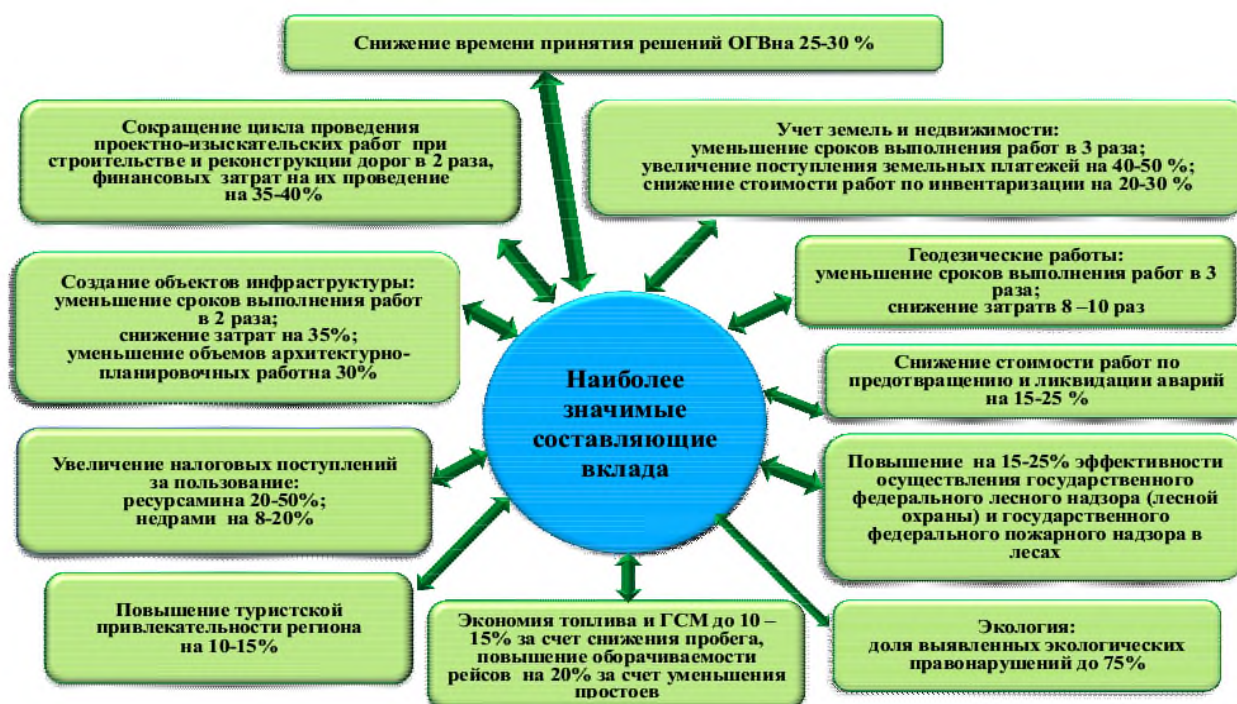 Снижение времени принятия решений ОГВна 25-30 %
Сокращение цикла проведения
проектно-изыскательских работ при
строительстве и реконструкции дорог в 2 раза,
финансовых затрат на их проведение
на 35-40%
Учет земель и недвижимости:
уменьшение сроков выполнения работ в 3 раза;
увеличение поступления земельных платежей на 40-50 %;
снижение стоимости работ по инвентаризации на 20-30 %
Создание объектов инфраструктуры:
уменьшение сроков выполнения работ
в 2 раза;
снижение затрат на 35%;
уменьшение объемов архитектурно-
планировочных работна 30%
Геодезические работы:
уменьшение сроков выполнения работ в 3
раза;
снижение затратв 8 –10 раз
Наиболее
значимые
составляющие
вклада
Снижение стоимости работ по
предотвращению и ликвидации аварий
на 15-25 %
Увеличение налоговых поступлений
за пользование:
ресурсамина 20-50%;
недрами на 8-20%
Повышение на 15-25% эффективности
осуществления государственного
федерального лесного надзора (лесной
охраны) и государственного
федерального пожарного надзора в
лесах
Повышение туристской
привлекательности региона
на 10-15%
Экономия топлива и ГСМ до 10 –
15% за счет снижения пробега,
повышение оборачиваемости
рейсов на 20% за счет уменьшения
простоев
Экология:
доля выявленных экологических
правонарушений до 75%